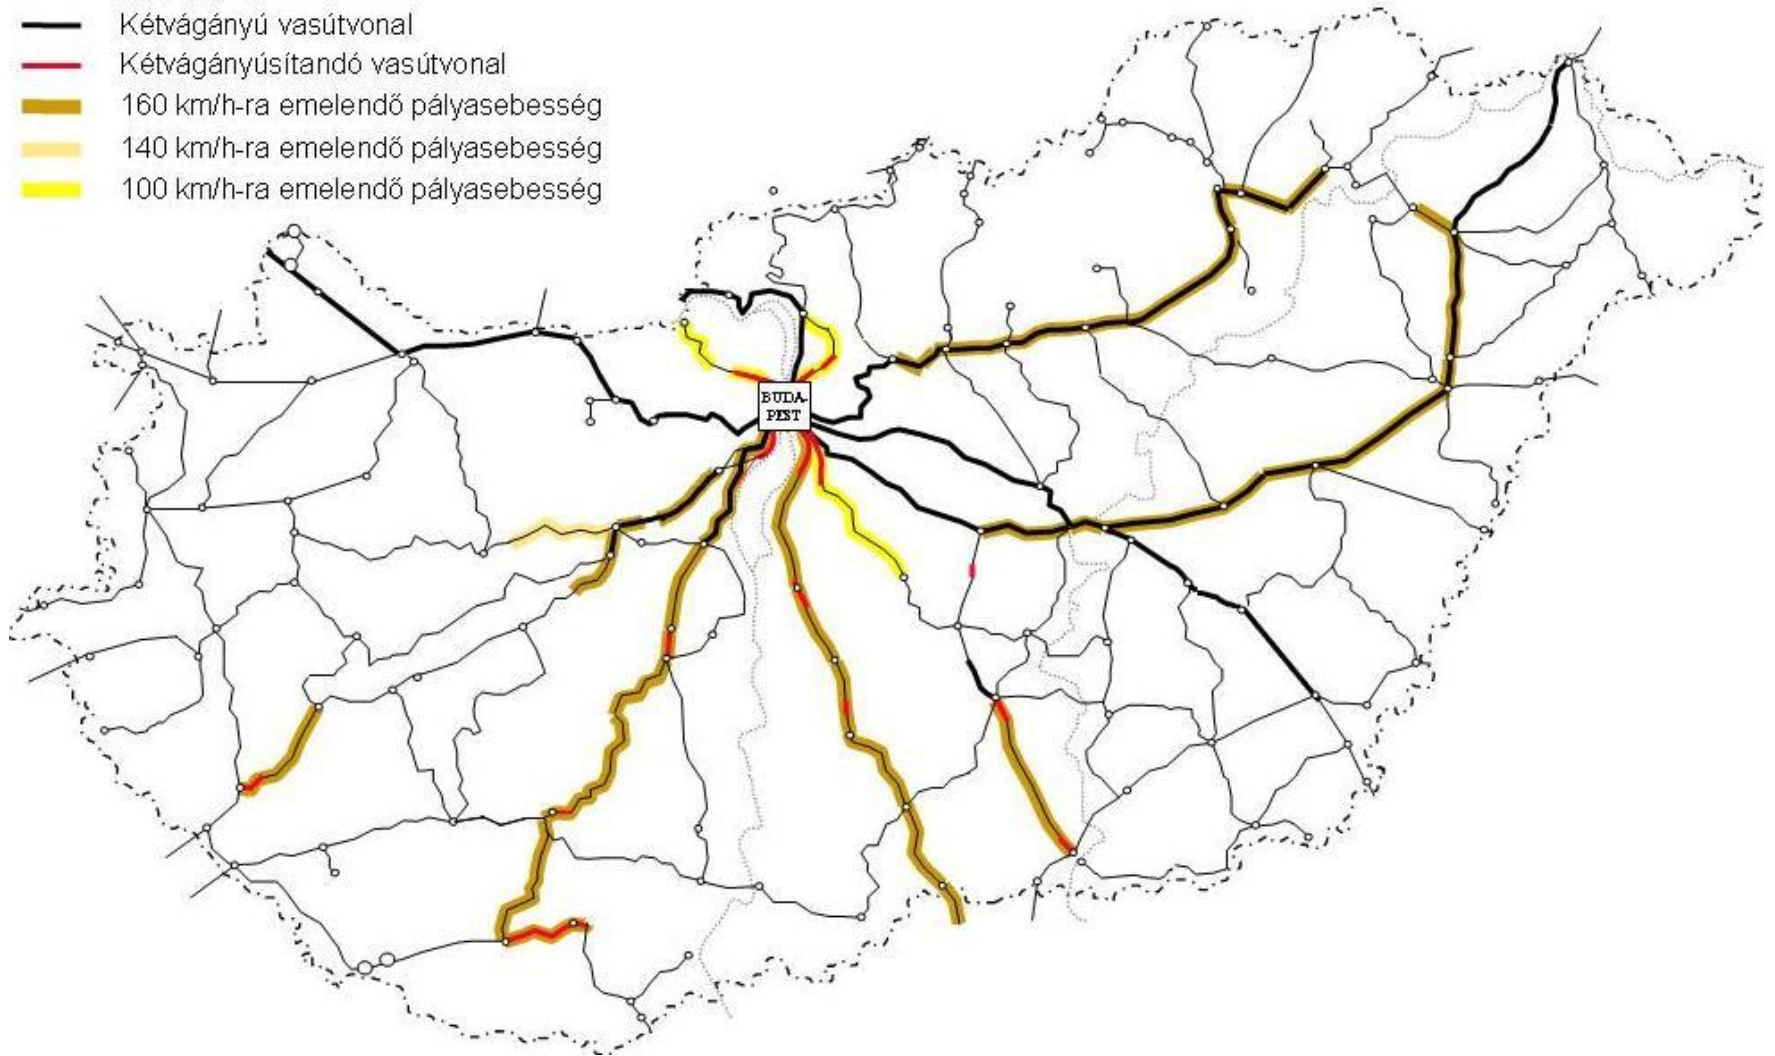 Kétvágányú vasútvonal
Kétvágányúsítandó vasútvonal
160 km/h-ra emelendő pályasebesség
140 km/h-ra emelendő pályasebesség
100 km/h-ra emelendő pályasebesség
BUDA-
PEST